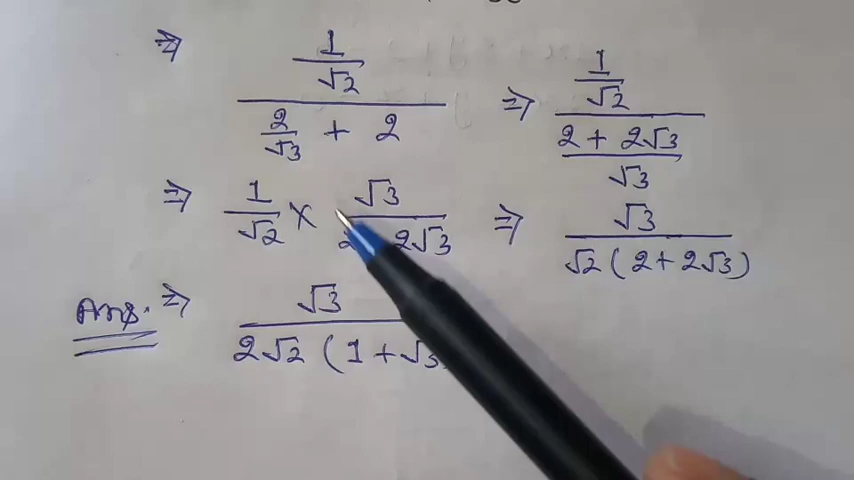 ⇒ (1/√2) / (2/√3 + 2) ⇒ (1/√2) / ((2 + 2√3)/√3)
⇒ 1/√2 × √3 / 2√3 ⇒ √3 / √2 (2 + 2√3)
Ans. ⇒ √3 / 2√2 (1 + √3